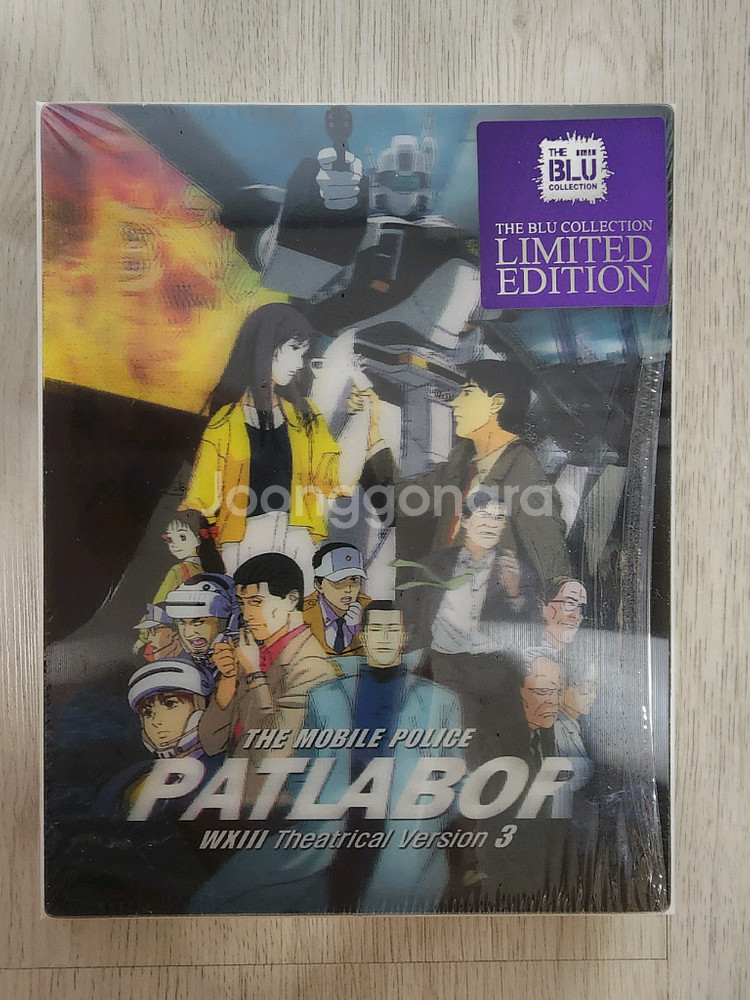 THE
BLU
COLLECTION
THE BLU COLLECTION
LIMITED
EDITION
Joonggonara
THE MOBILE POLICE
PATLABOR
WXIII Theatrical Version 3